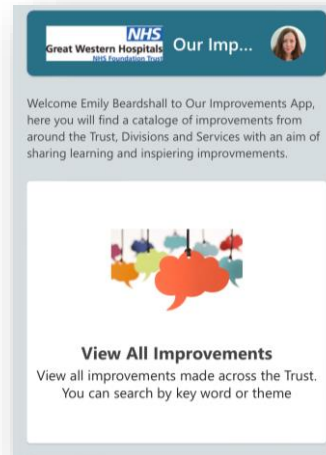 NHS
Great Western Hospitals
NHS Foundation Trust
Our Imp...
Welcome Emily Beardshall to Our Improvements App,
here you will find a cataloge of improvements from
around the Trust, Divisions and Services with an aim of
sharing learning and inspiering improvmements.
View All Improvements
View all improvements made across the Trust.
You can search by key word or theme